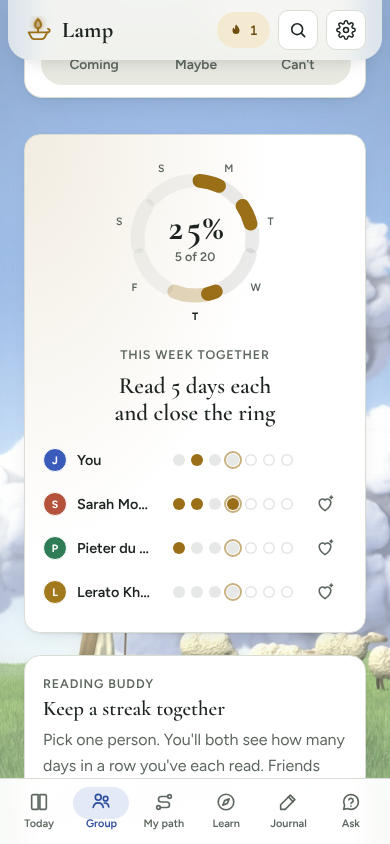 Lamp
1
Coming Maybe Can't
S M
S T
25%
5 of 20
F W
T
THIS WEEK TOGETHER
Read 5 days each
and close the ring
J You
S Sarah Mo...
P Pieter du ...
L Lerato Kh...
READING BUDDY
Keep a streak together
Pick one person. You'll both see how many
days in a row you've each read. Friends
Today Group My path Learn Journal Ask